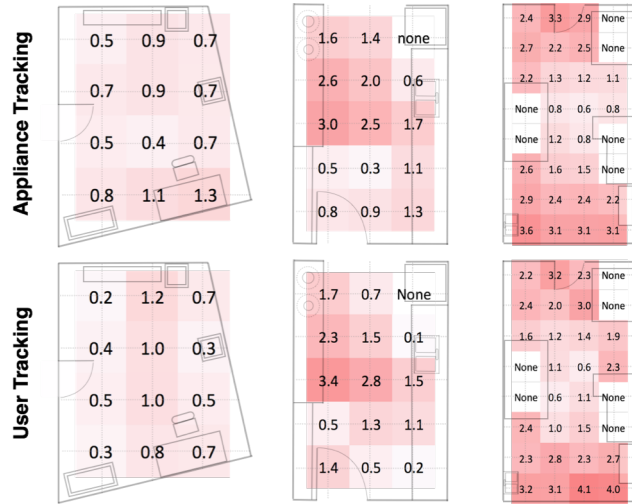 Appliance Tracking
0.5 0.9 0.7
0.7 0.9 0.7
0.5 0.4 0.7
0.8 1.1 1.3
1.6 1.4 none
2.6 2.0 0.6
3.0 2.5 1.7
0.5 0.3 1.1
0.8 0.9 1.3
2.4 3.3 2.9 None
2.7 2.2 2.5 None
2.2 1.3 1.2 1.1
None 0.8 0.6 0.8
None 1.2 0.8 None
2.6 1.6 1.5 None
2.9 2.4 2.4 2.2
3.6 3.1 3.1 3.1
User Tracking
0.2 1.2 0.7
0.4 1.0 0.3
0.5 1.0 0.5
0.3 0.8 0.7
1.7 0.7 None
2.3 1.5 0.1
3.4 2.8 1.5
0.5 1.3 1.1
1.4 0.5 0.2
2.2 3.2 2.3 None
2.4 2.0 3.0 None
1.6 1.2 1.4 1.9
None 1.1 0.6 2.3
None 0.6 1.1 None
2.4 1.0 1.5 None
2.3 2.8 2.3 2.7
3.2 3.1 4.1 4.0